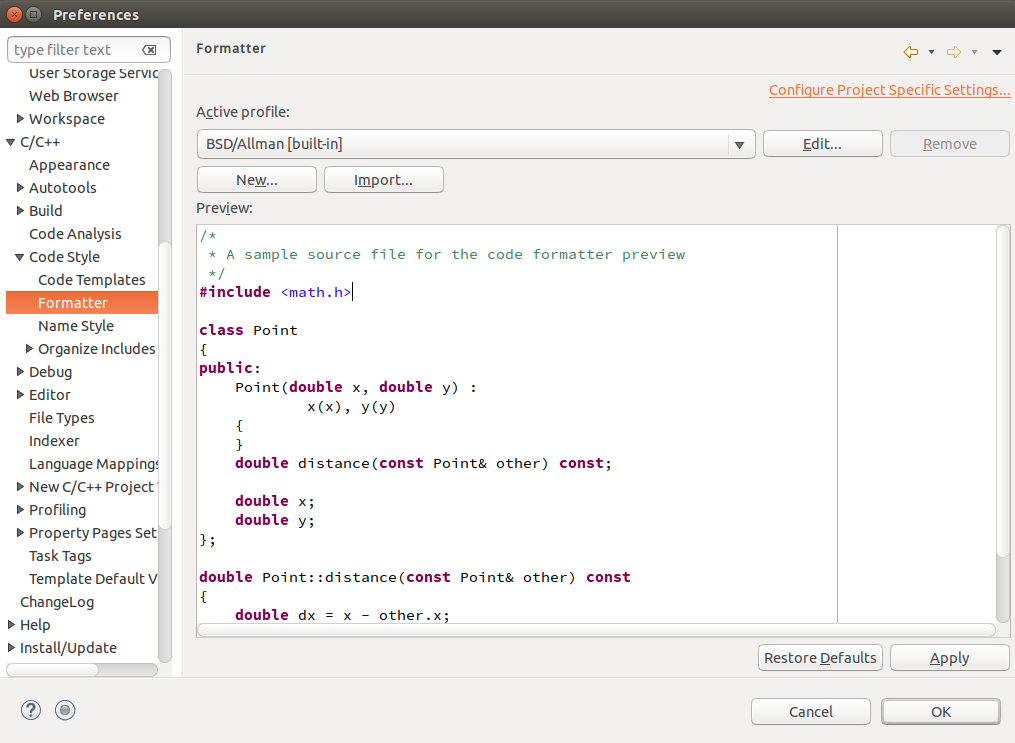 Preferences
type filter text
User Storage Servic
Web Browser
Workspace
C/C++
Appearance
Autotools
Build
Code Analysis
Code Style
Code Templates
Formatter
Name Style
Organize Includes
Debug
Editor
File Types
Indexer
Language Mappings
New C/C++ Project
Profiling
Property Pages Set
Task Tags
Template Default V
ChangeLog
Help
Install/Update
Formatter
Configure Project Specific Settings...
Active profile:
BSD/Allman [built-in]
Edit...
Remove
New...
Import...
Preview:
/*
 * A sample source file for the code formatter preview
 */
#include <math.h>
class Point
{
public:
    Point(double x, double y) :
            x(x), y(y)
    {
    }
    double distance(const Point& other) const;
    double x;
    double y;
};
double Point::distance(const Point& other) const
{
    double dx = x - other.x;
Restore Defaults
Apply
?
Cancel
OK